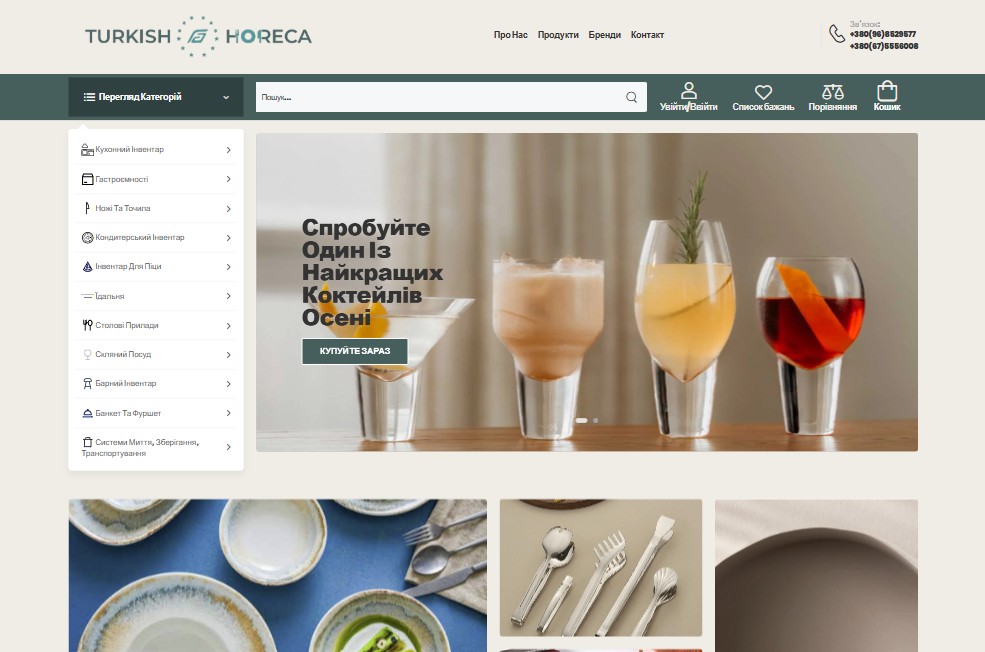 TURKISH HORECA
Про Нас Продукти Бренди Контакт
Зв'язок:
+380(96)8529577
+380(67)5556008
Перегляд Категорій
Пошук...
Увійти/Ввійти Список бажань Порівняння Кошик
Кухонний Інвентар
Гастроємності
Ножі Та Точила
Кондитерський Інвентар
Інвентар Для Піци
Їдальня
Столові Прилади
Скляний Посуд
Барний Інвентар
Банкет Та Фуршет
Системи Миття, Зберігання,
Транспортування
Спробуйте
Один Із
Найкращих
Коктейлів
Осені
КУПУЙТЕ ЗАРАЗ